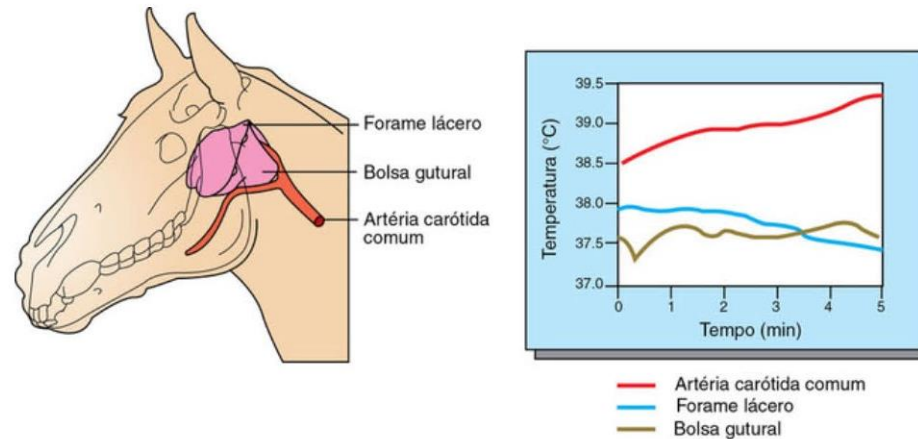 Forame lácero
Bolsa gutural
Artéria carótida
comum
Temperatura (°C)
39.5
39.0
38.5
38.0
37.5
37.0
0 1 2 3 4 5
Tempo (min)
Artéria carótida comum
Forame lácero
Bolsa gutural